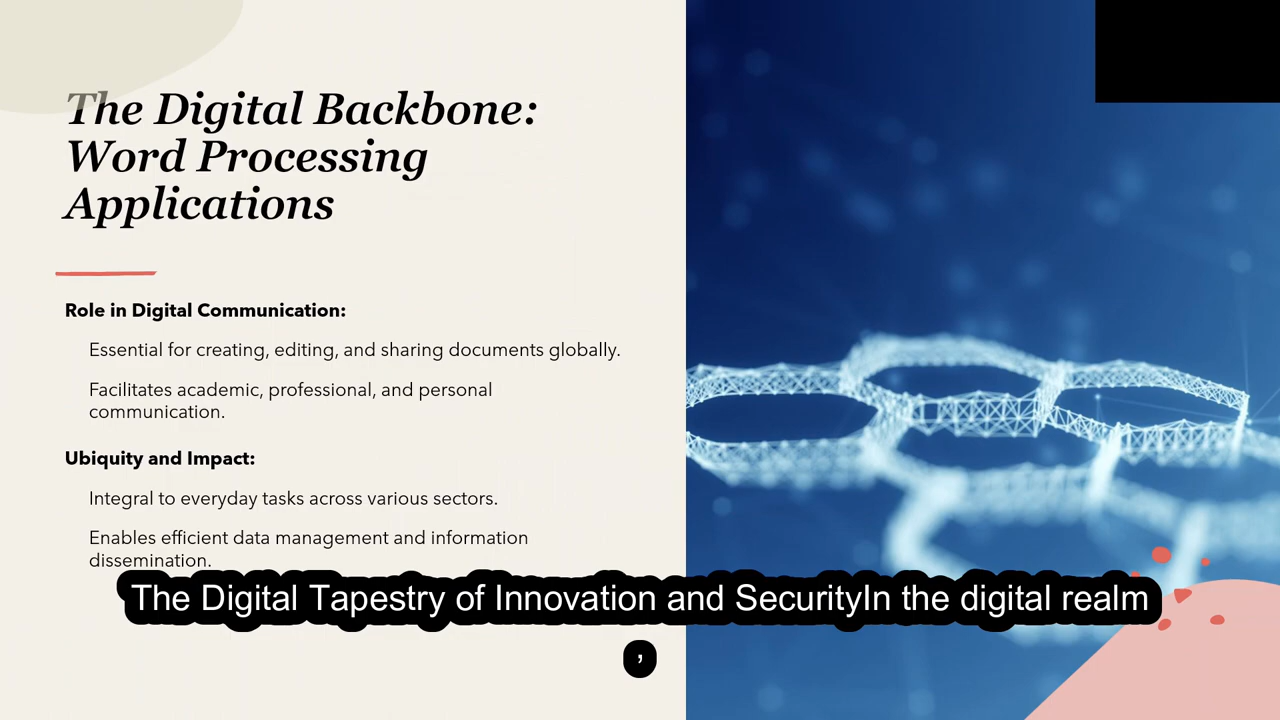 The Digital Backbone:
Word Processing
Applications
Role in Digital Communication:
Essential for creating, editing, and sharing documents globally.
Facilitates academic, professional, and personal
communication.
Ubiquity and Impact:
Integral to everyday tasks across various sectors.
Enables efficient data management and information
dissemination.
The Digital Tapestry of Innovation and SecurityIn the digital realm
,